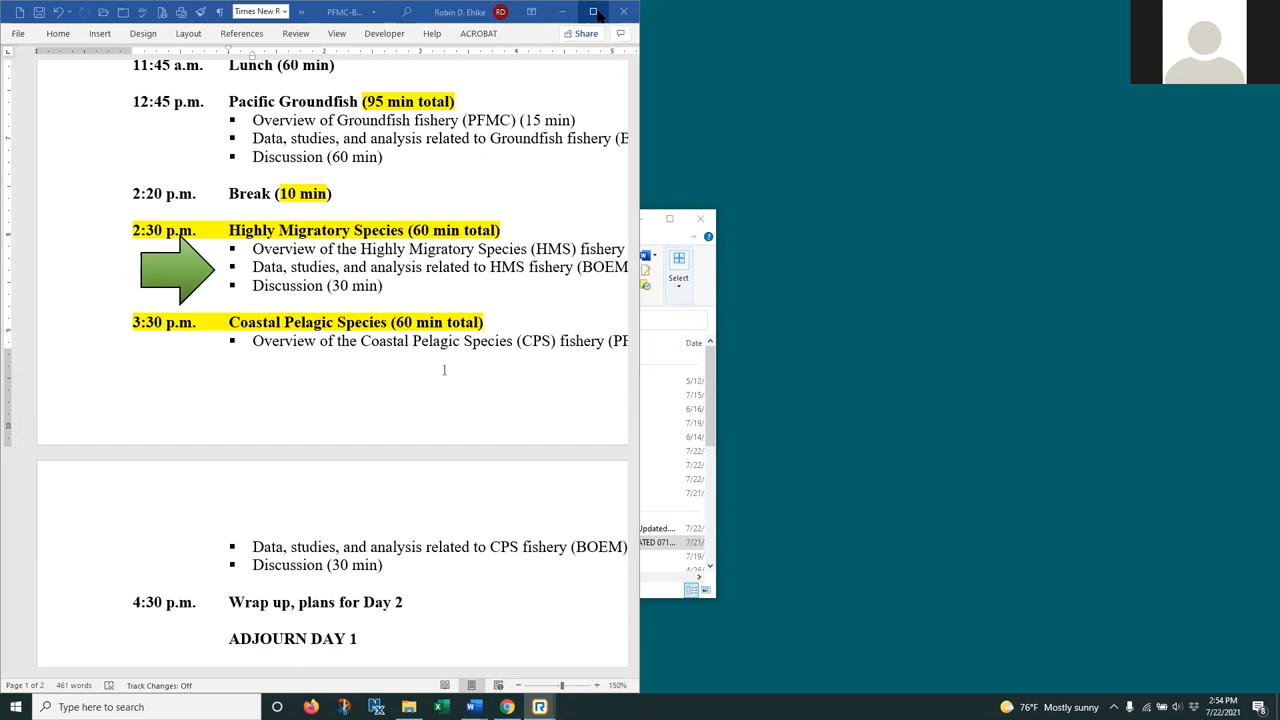 Times New R
PFMC-B...
Robin D. Ehlke
RD
File Home Insert Design Layout References Review View Developer Help ACROBAT
Share
11:45 a.m. Lunch (60 min)
12:45 p.m. Pacific Groundfish (95 min total)
▪ Overview of Groundfish fishery (PFMC) (15 min)
▪ Data, studies, and analysis related to Groundfish fishery (B
▪ Discussion (60 min)
2:20 p.m. Break (10 min)
2:30 p.m. Highly Migratory Species (60 min total)
▪ Overview of the Highly Migratory Species (HMS) fishery
▪ Data, studies, and analysis related to HMS fishery (BOEM
▪ Discussion (30 min)
3:30 p.m. Coastal Pelagic Species (60 min total)
▪ Overview of the Coastal Pelagic Species (CPS) fishery (PF
1
▪ Data, studies, and analysis related to CPS fishery (BOEM)
▪ Discussion (30 min)
4:30 p.m. Wrap up, plans for Day 2
ADJOURN DAY 1
Select
Date
5/12/
7/15/
6/16/
7/19/
6/14/
7/22/
7/22/
7/22/
7/21/
Updated.... 7/22/
ATED 071... 7/21/
7/19/
4/26/
Page 1 of 2 461 words Track Changes: Off 150%
Type here to search
76°F Mostly sunny
2:54 PM
7/22/2021